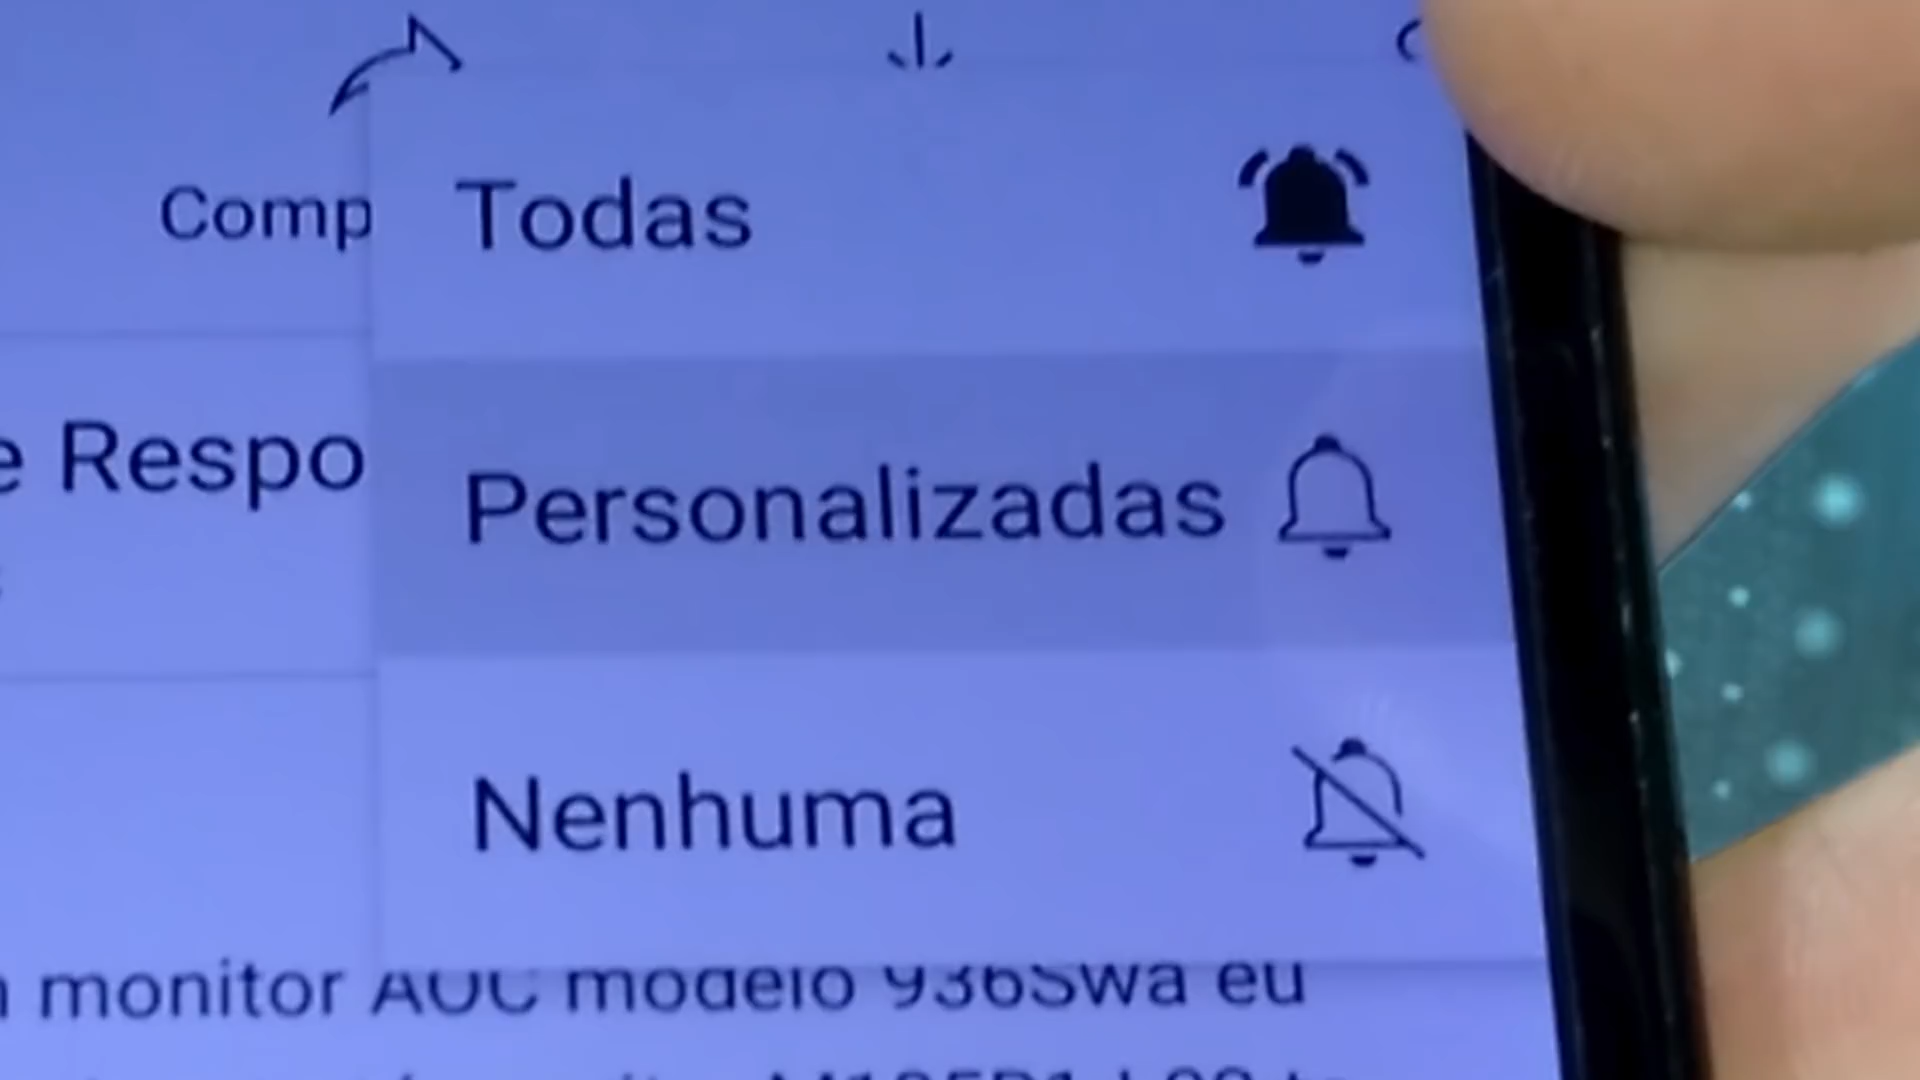 Comp
Todas
e Respo
Personalizadas
Nenhuma
monitor AOC modelo 936Swa eu